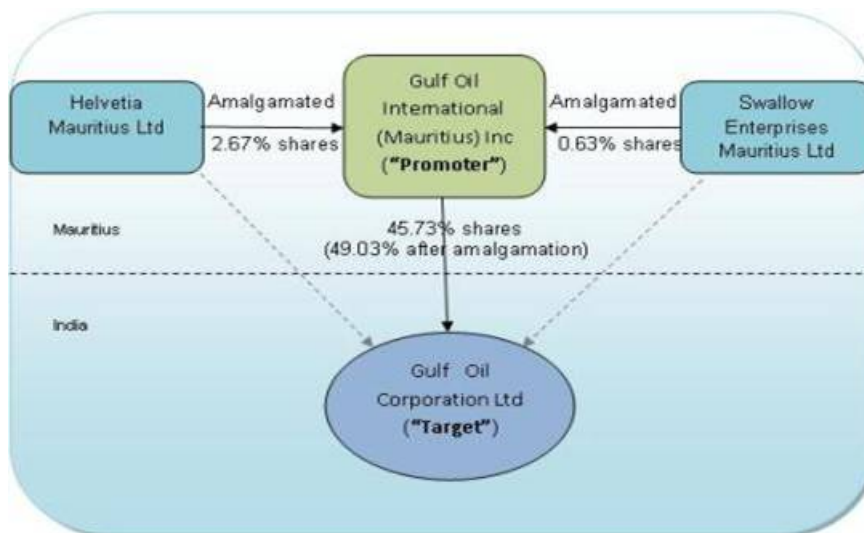 Helvetia
Mauritius Ltd
Amalgamated
2.67% shares
Gulf Oil
International
(Mauritius) Inc
("Promoter")
Amalgamated
0.63% shares
Swallow
Enterprises
Mauritius Ltd
Mauritius
45.73% shares
(49.03% after amalgamation)
India
Gulf Oil
Corporation Ltd
("Target")